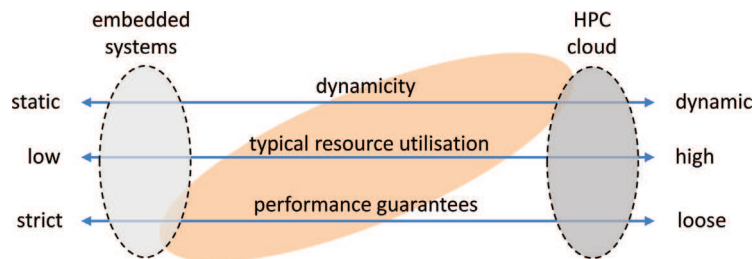 embedded
systems
HPC
cloud
static
dynamicity
dynamic
low
typical resource utilisation
high
strict
performance guarantees
loose